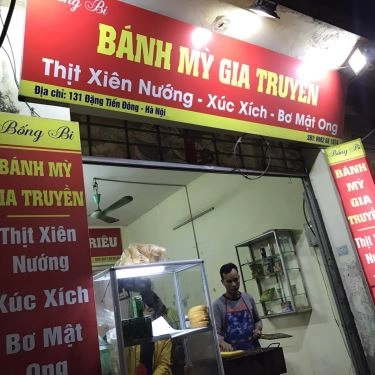 Bống Bi
BÁNH MỲ GIA TRUYỀN
Thịt Xiên Nướng - Xúc Xích - Bơ Mật Ong
Địa chỉ: 131 Đặng Tiến Đông - Hà Nội
Bống Bi
BÁNH MỲ
GIA TRUYỀN
Thịt Xiên
Nướng
Xúc Xích
Bơ Mật
Ong
RIÊU
Bống Bi
BÁNH MỲ
GIA
TRUYỀN